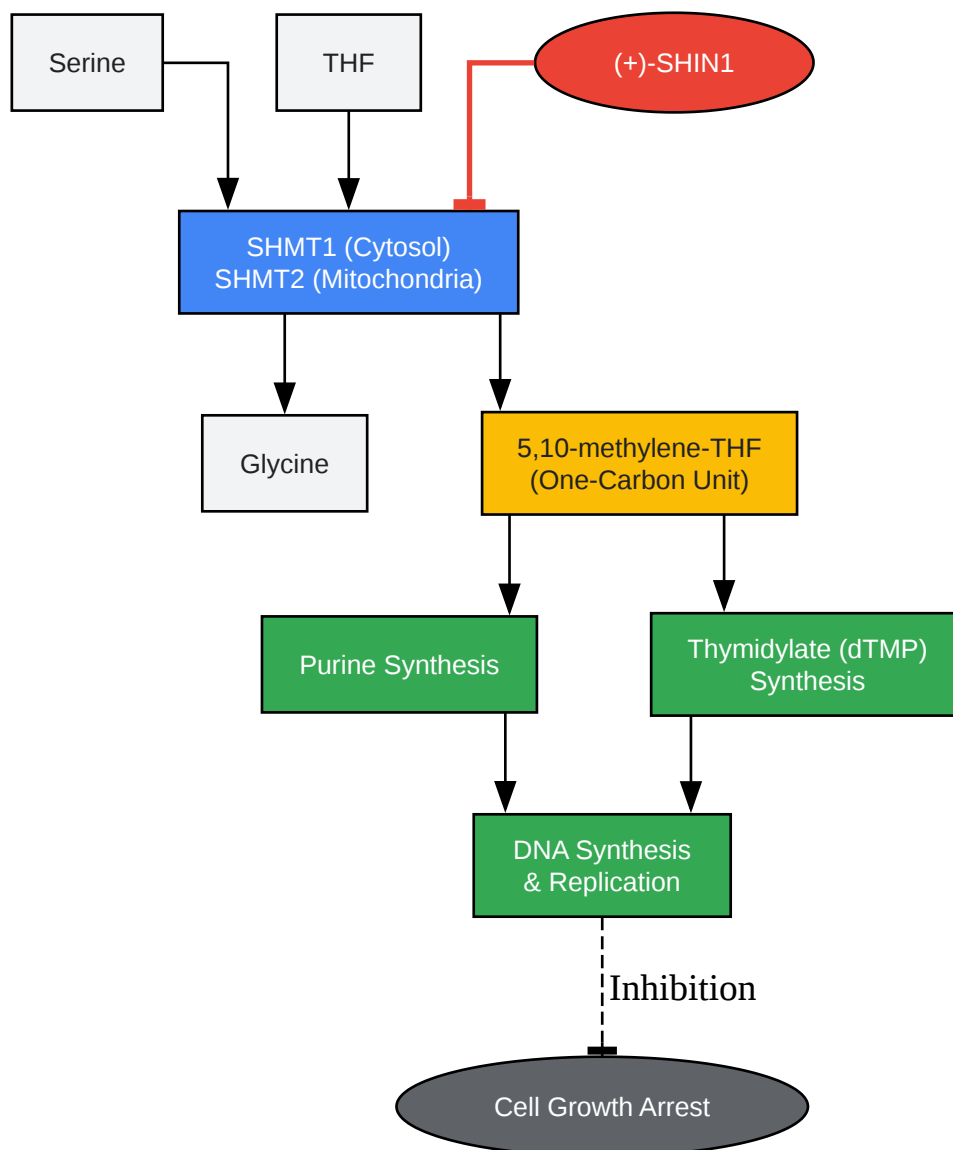 Serine
THF
(+)-SHIN1
SHMT1 (Cytosol)
SHMT2 (Mitochondria)
Glycine
5,10-methylene-THF
(One-Carbon Unit)
Purine Synthesis
Thymidylate (dTMP)
Synthesis
DNA Synthesis
& Replication
Inhibition
Cell Growth Arrest